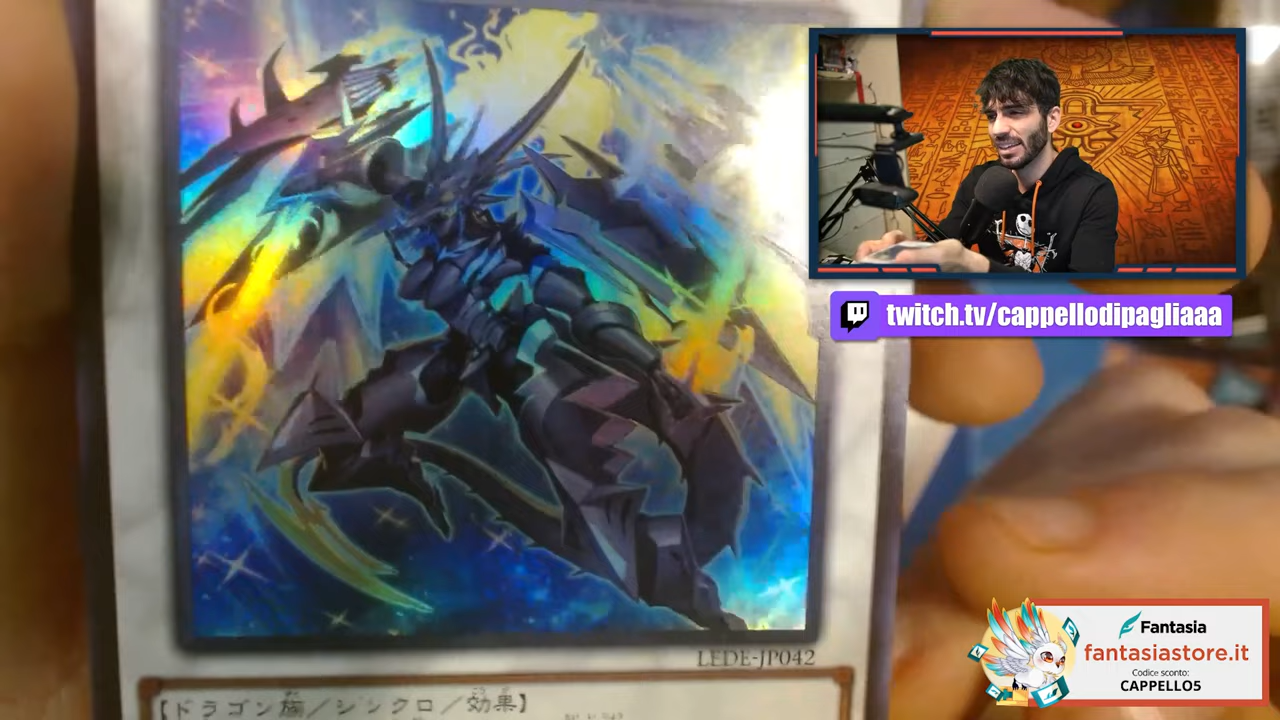 twitch.tv/cappellodipagliaaa
LEDE-JP042
【ドラゴン族/シンクロ/効果】
Fantasia
fantasiastore.it
Codice sconto:
CAPPELLO5